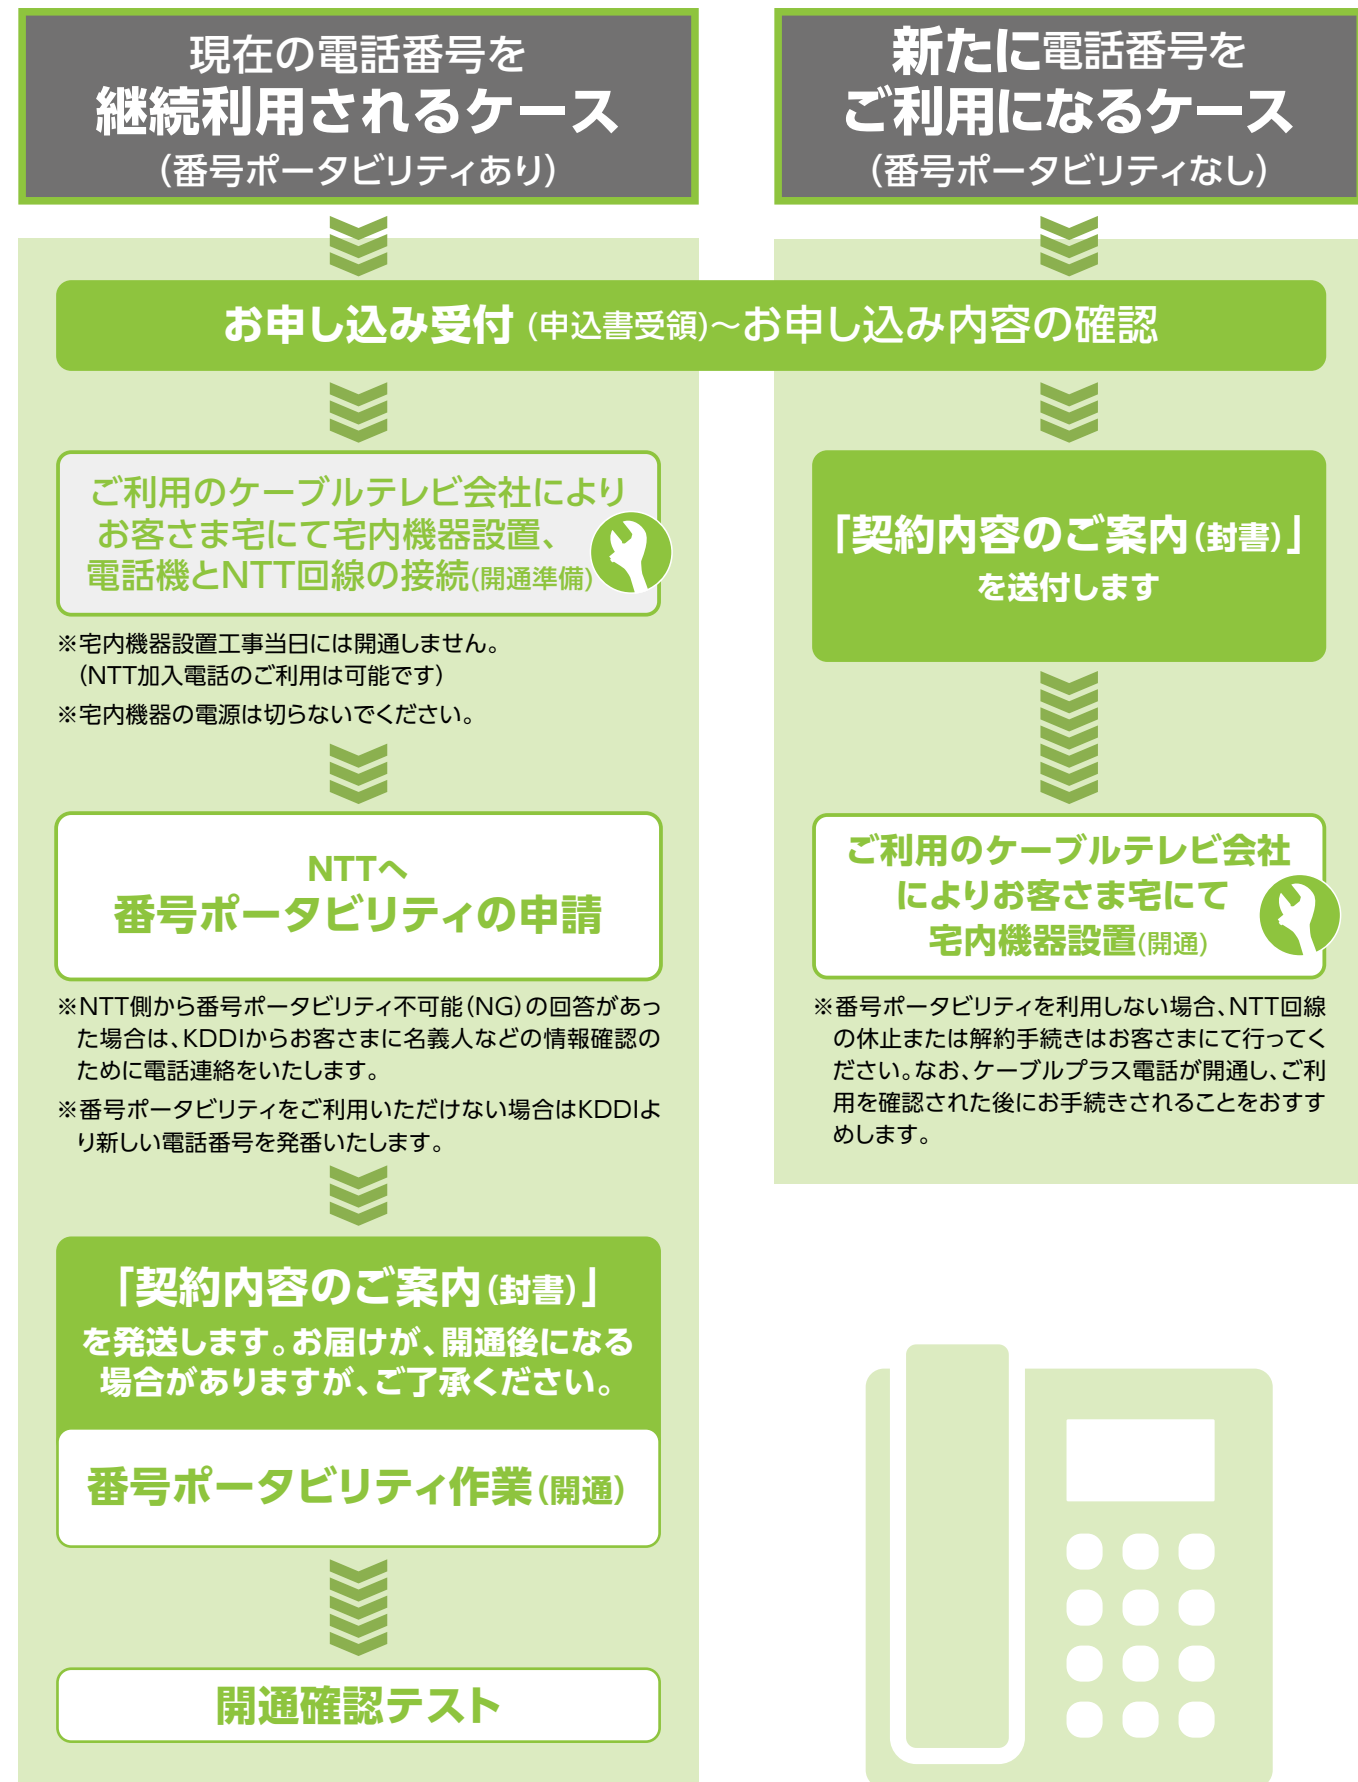 現在の電話番号を
継続利用されるケース
(番号ポータビリティあり)
新たに電話番号を
ご利用になるケース
(番号ポータビリティなし)
お申し込み受付(申込書受領)～お申し込み内容の確認
ご利用のケーブルテレビ会社により
お客さま宅にて宅内機器設置、
電話機とNTT回線の接続(開通準備)
※宅内機器設置工事当日には開通しません。
(NTT加入電話のご利用は可能です)
※宅内機器の電源は切らないでください。
NTTへ
番号ポータビリティの申請
※NTT側から番号ポータビリティ不可能(NG)の回答があっ
た場合は、KDDIからお客さまに名義人などの情報確認の
ために電話連絡をいたします。
※番号ポータビリティをご利用いただけない場合はKDDIよ
り新しい電話番号を発番いたします。
「契約内容のご案内(封書)」
を発送します。お届けが、開通後になる
場合がありますが、ご了承ください。
番号ポータビリティ作業(開通)
開通確認テスト
「契約内容のご案内(封書)」
を送付します
ご利用のケーブルテレビ会社
によりお客さま宅にて
宅内機器設置(開通)
※番号ポータビリティを利用しない場合、NTT回線
の休止または解約手続きはお客さまにて行ってく
ださい。なお、ケーブルプラス電話が開通し、ご利
用を確認された後にお手続きされることをおすす
めします。